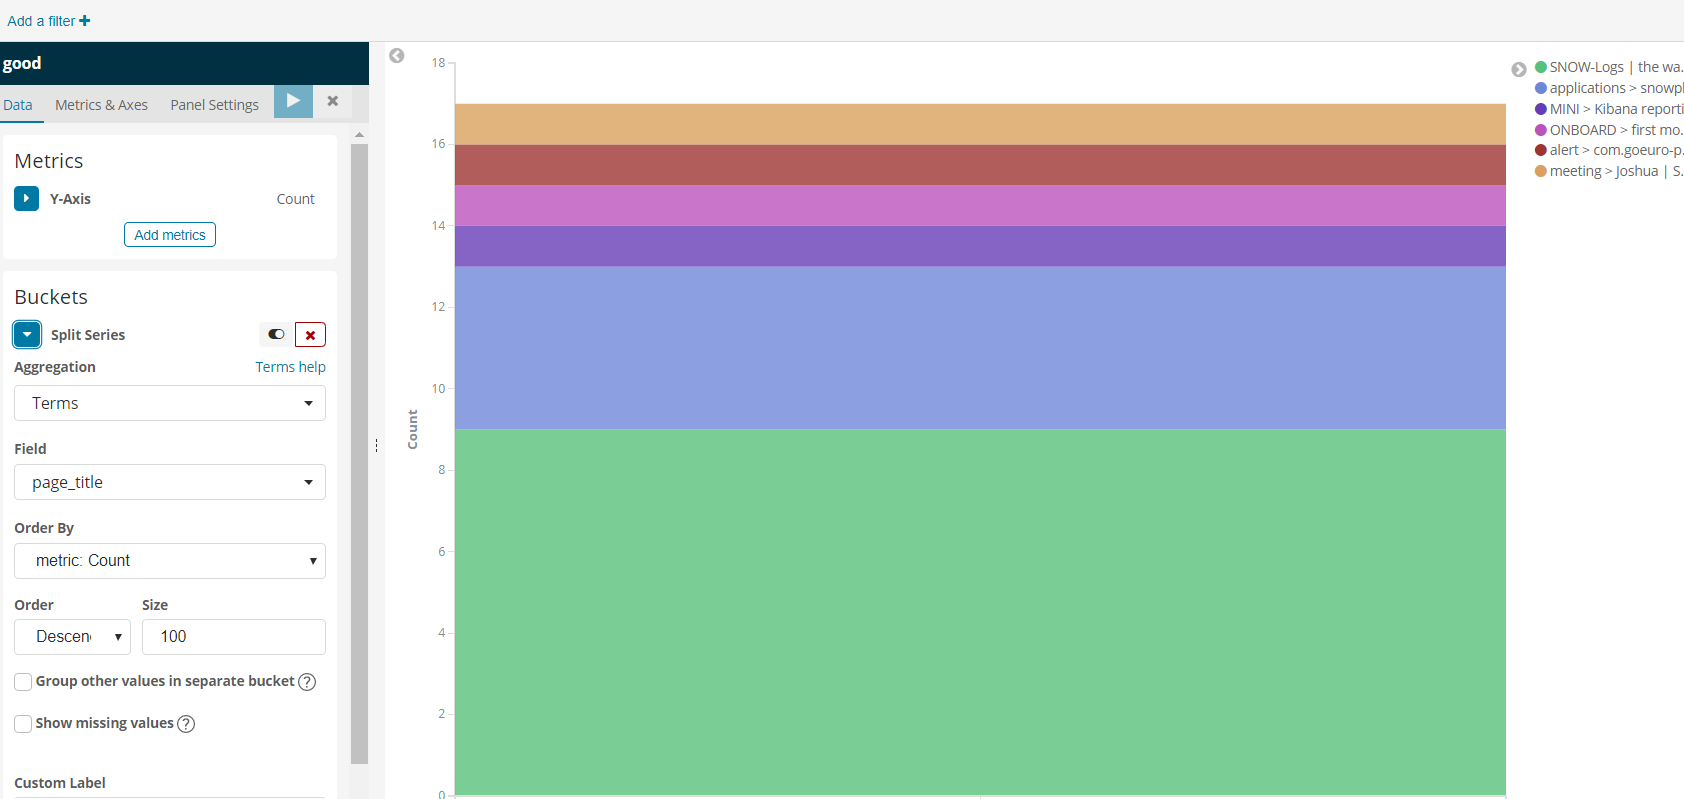 Add a filter +
good
Data Metrics & Axes Panel Settings
Metrics
Y-Axis Count
Add metrics
Buckets
Split Series
Aggregation Terms help
Terms
Field
page_title
Order By
metric: Count
Order Size
Descen 100
Group other values in separate bucket ?
Show missing values ?
Custom Label
Count
18
16
14
12
10
8
6
4
2
0
SNOW-Logs | the wa.
applications > snowpl
MINI > Kibana reporti
ONBOARD > first mo.
alert > com.goeuro-p.
meeting > Joshua | S.